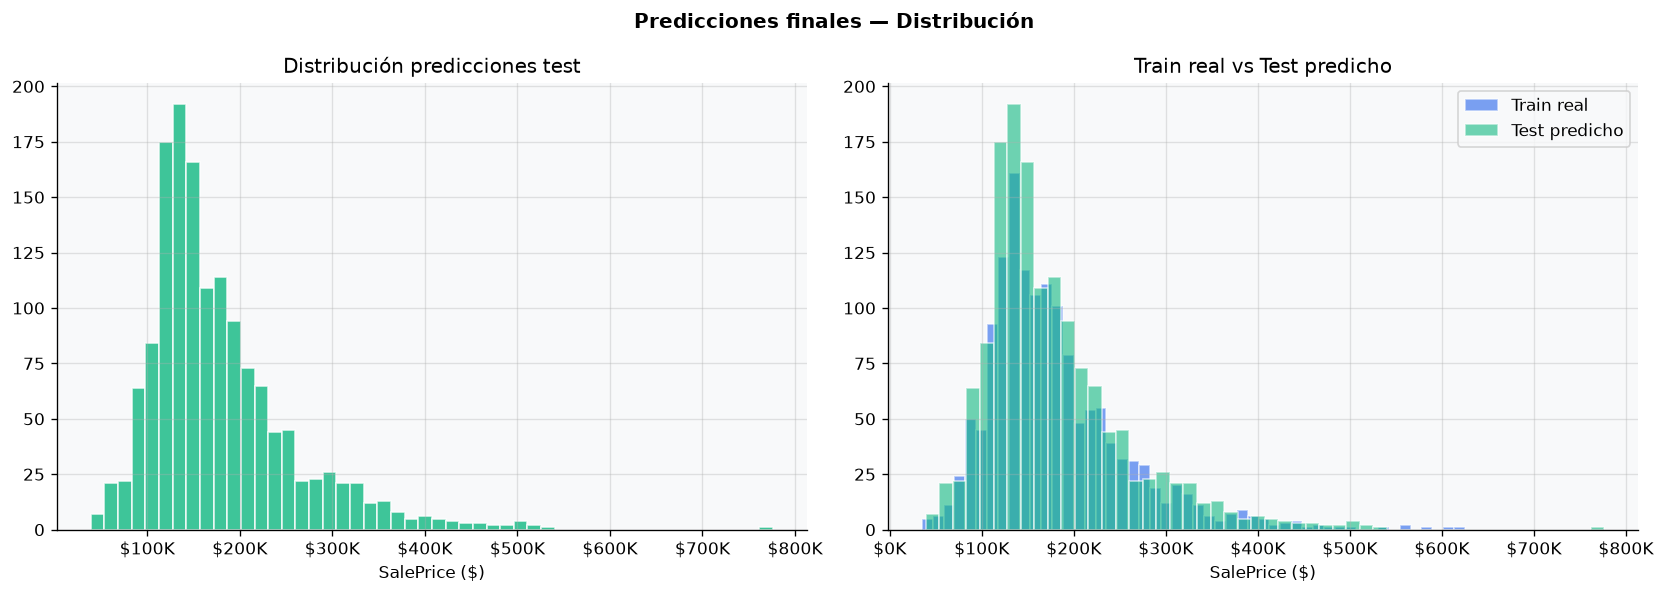 Predicciones finales — Distribución
Distribución predicciones test
200
175
150
125
100
75
50
25
0
$100K $200K $300K $400K $500K $600K $700K $800K
SalePrice ($)
Train real vs Test predicho
Train real
Test predicho
200
175
150
125
100
75
50
25
0
$0K $100K $200K $300K $400K $500K $600K $700K $800K
SalePrice ($)